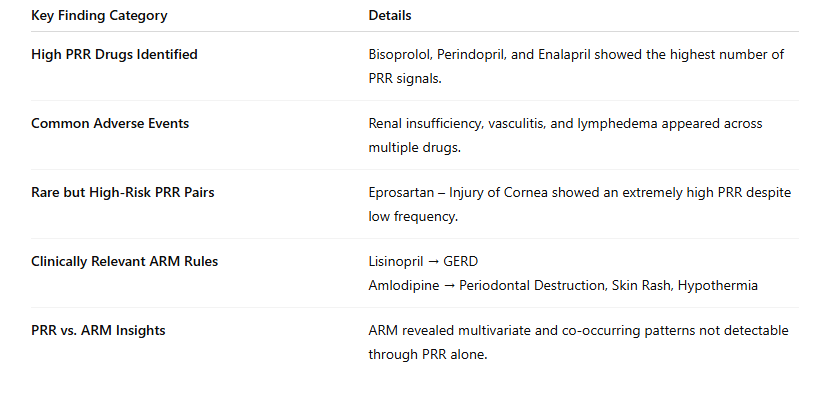 Key Finding Category Details
High PRR Drugs Identified Bisoprolol, Perindopril, and Enalapril showed the highest number of
PRR signals.
Common Adverse Events Renal insufficiency, vasculitis, and lymphedema appeared across
multiple drugs.
Rare but High-Risk PRR Pairs Eprosartan – Injury of Cornea showed an extremely high PRR despite
low frequency.
Clinically Relevant ARM Rules Lisinopril → GERD
Amlodipine → Periodontal Destruction, Skin Rash, Hypothermia
PRR vs. ARM Insights ARM revealed multivariate and co-occurring patterns not detectable
through PRR alone.